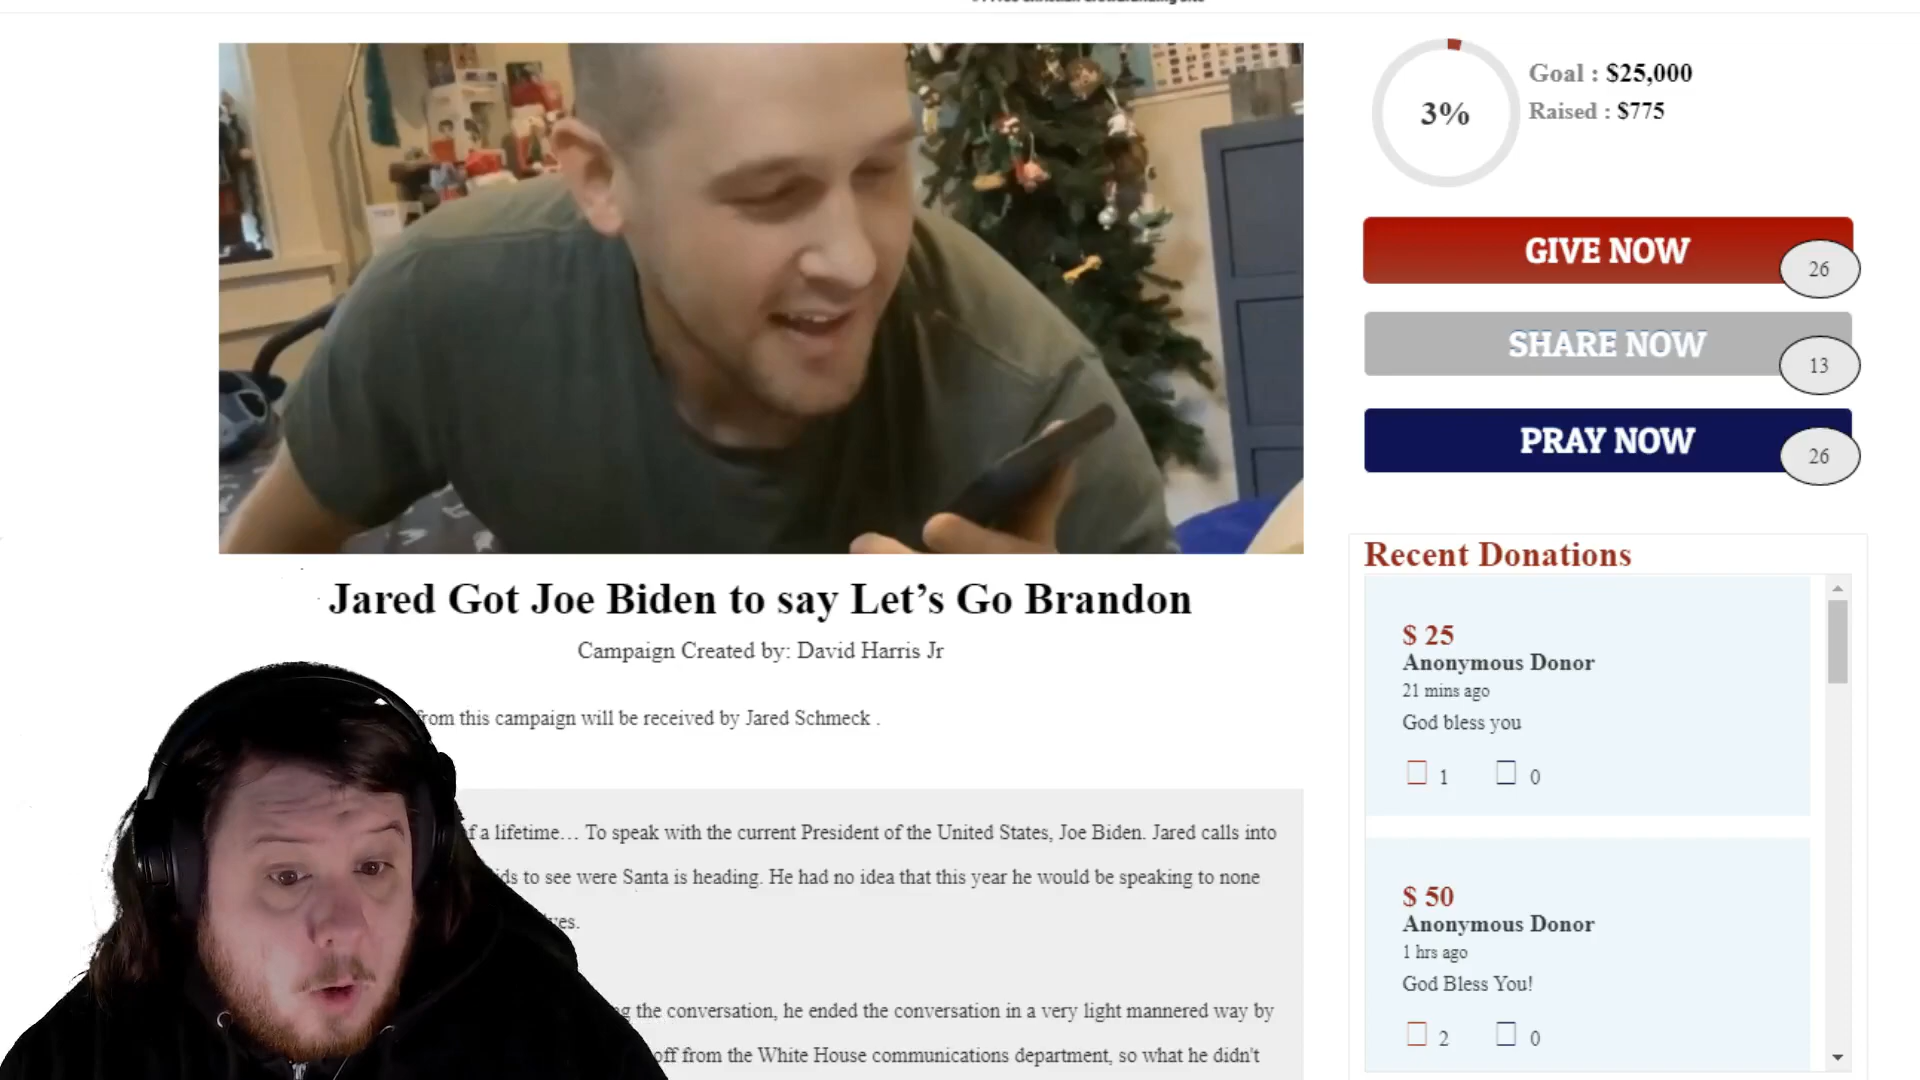 3%
Goal : $25,000
Raised : $775
GIVE NOW
26
SHARE NOW
13
PRAY NOW
26
Jared Got Joe Biden to say Let’s Go Brandon
Campaign Created by: David Harris Jr
from this campaign will be received by Jared Schmeck .
of a lifetime… To speak with the current President of the United States, Joe Biden. Jared calls into
to see were Santa is heading. He had no idea that this year he would be speaking to none
the conversation, he ended the conversation in a very light mannered way by
off from the White House communications department, so what he didn't
Recent Donations
$ 25
Anonymous Donor
21 mins ago
God bless you
1 0
$ 50
Anonymous Donor
1 hrs ago
God Bless You!
2 0